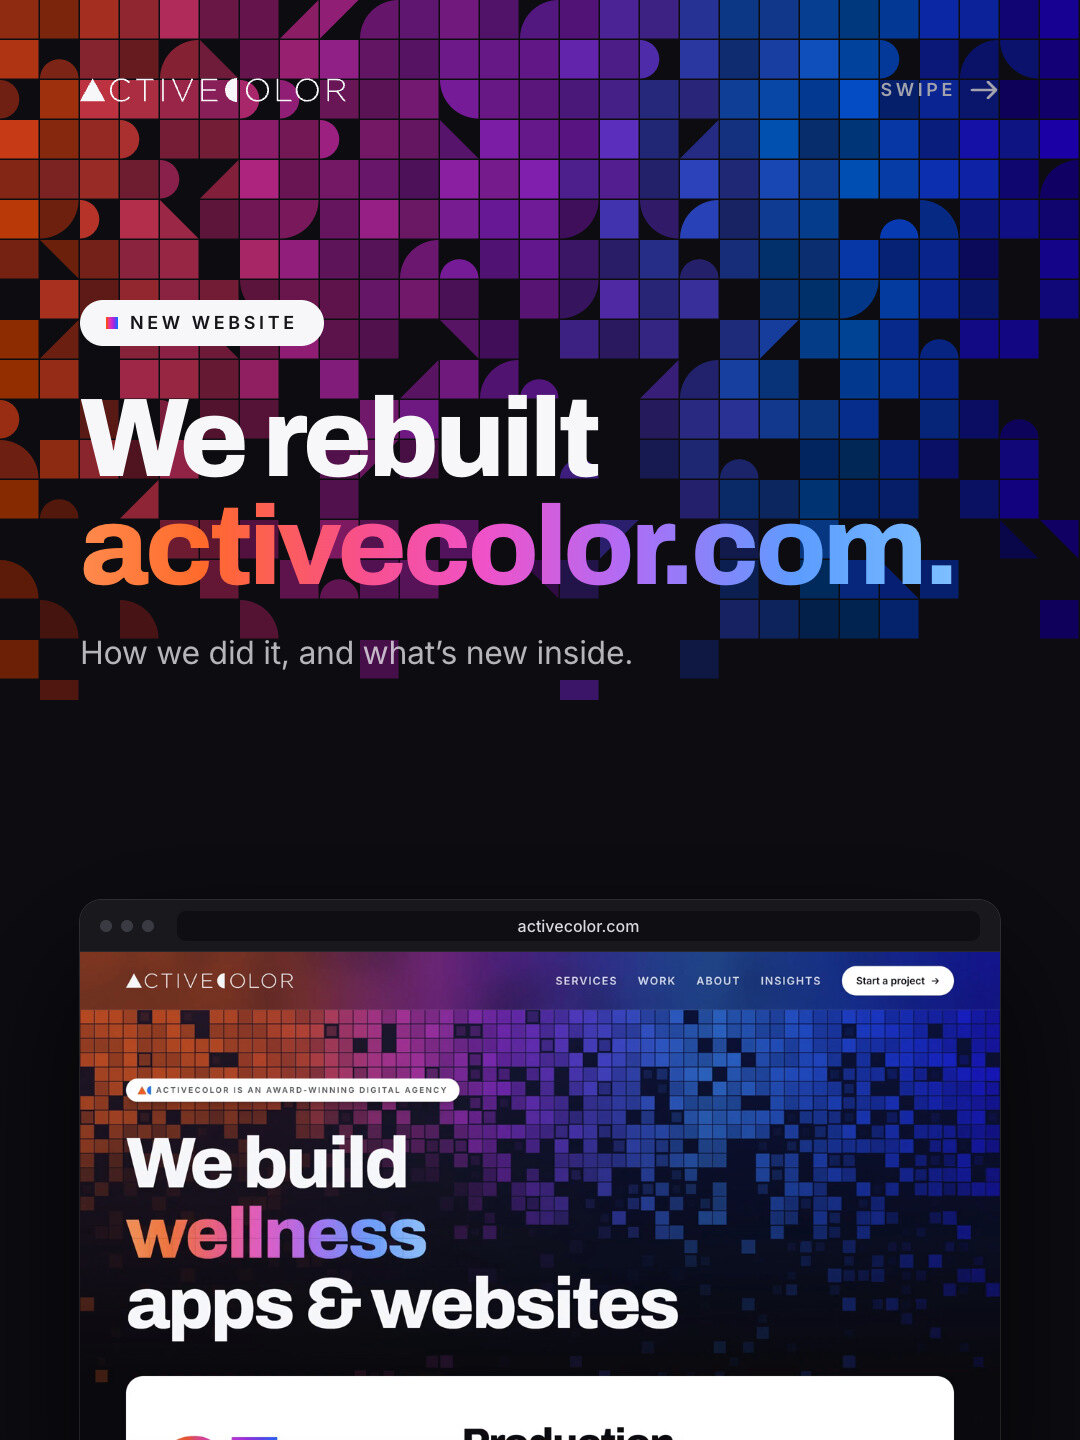 ACTIVECOLOR
SWIPE →
NEW WEBSITE
We rebuilt
activecolor.com.
How we did it, and what’s new inside.
activecolor.com
ACTIVECOLOR
SERVICES WORK ABOUT INSIGHTS Start a project →
ACTIVECOLOR IS AN AWARD-WINNING DIGITAL AGENCY
We build
wellness
apps & websites
Production